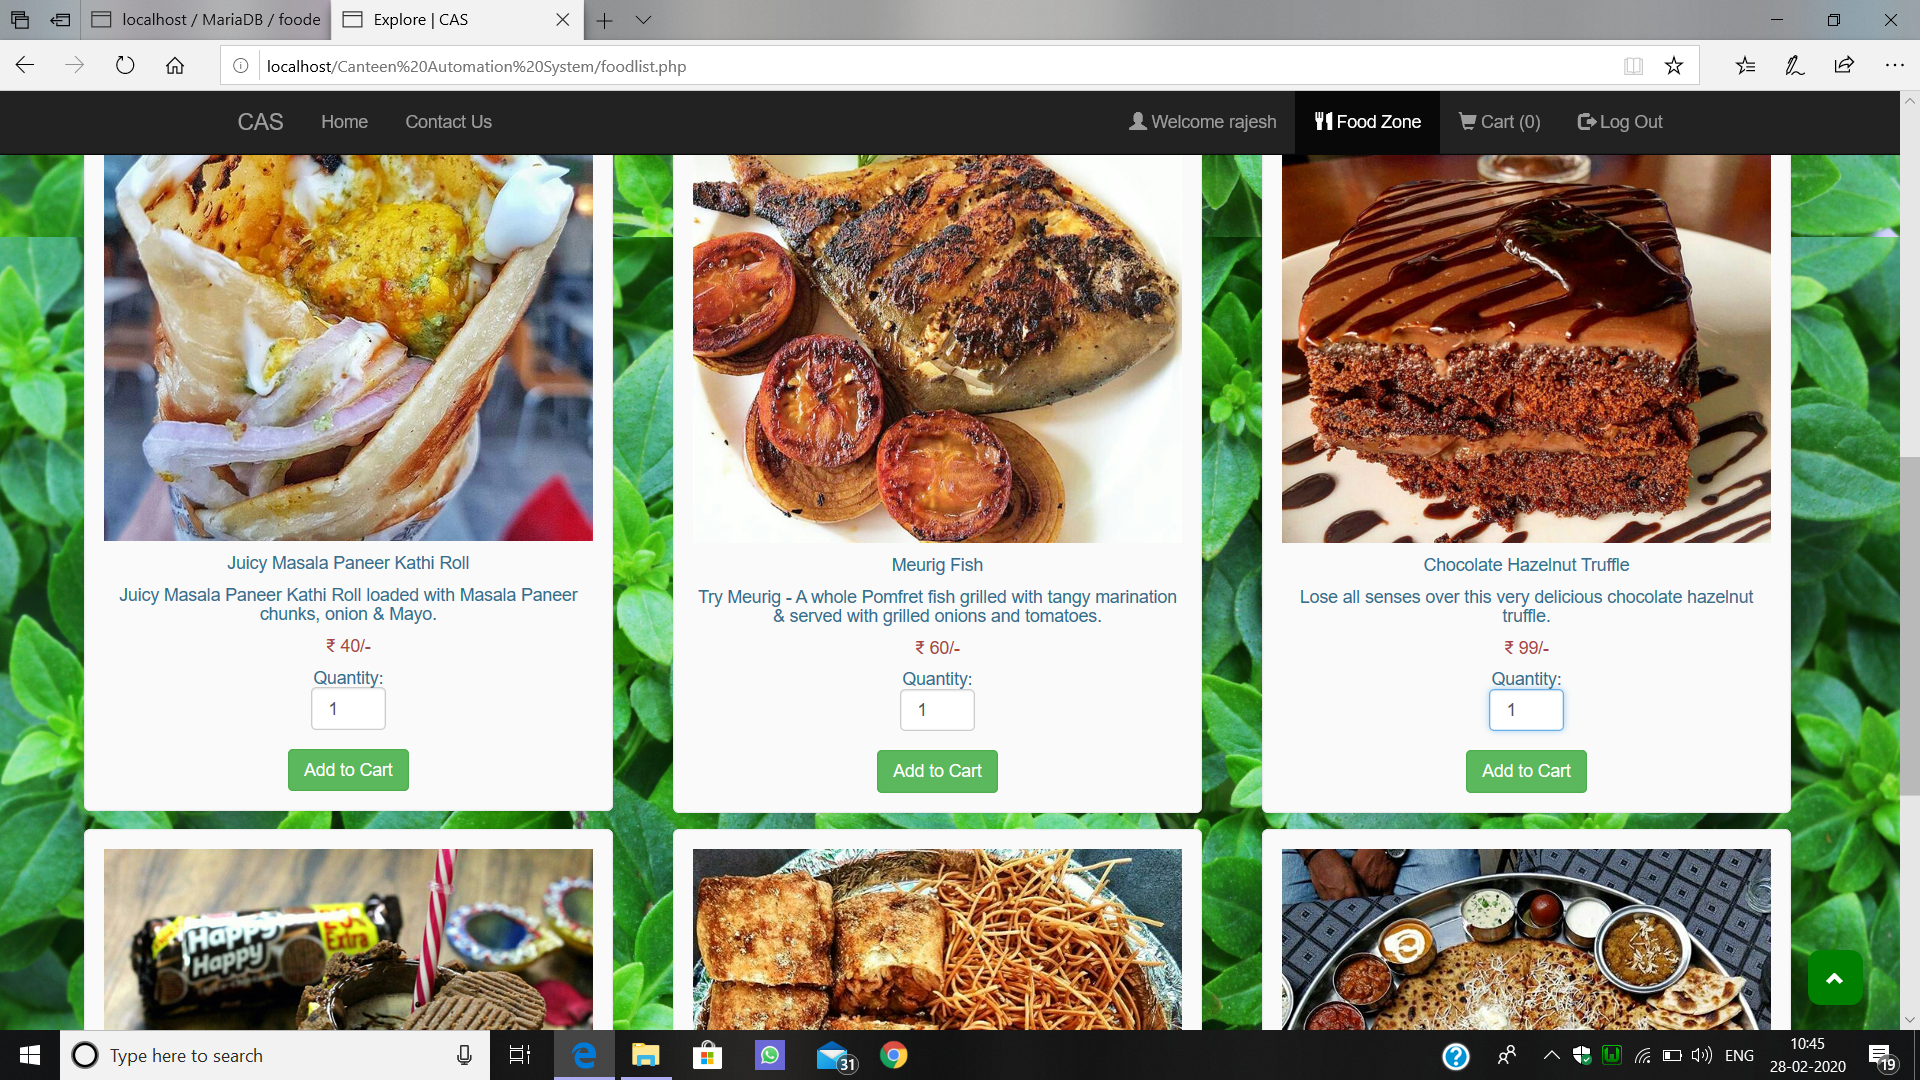 localhost / MariaDB / foode
Explore | CAS
localhost/Canteen%20Automation%20System/foodlist.php
CAS
Home
Contact Us
Welcome rajesh
Food Zone
Cart (0)
Log Out
Juicy Masala Paneer Kathi Roll
Juicy Masala Paneer Kathi Roll loaded with Masala Paneer
chunks, onion & Mayo.
₹ 40/-
Quantity:
1
Add to Cart
Meurig Fish
Try Meurig - A whole Pomfret fish grilled with tangy marination
& served with grilled onions and tomatoes.
₹ 60/-
Quantity:
1
Add to Cart
Chocolate Hazelnut Truffle
Lose all senses over this very delicious chocolate hazelnut
truffle.
₹ 99/-
Quantity:
1
Add to Cart
Happy
Happy
Extra
Type here to search
31
ENG
10:45
28-02-2020
19